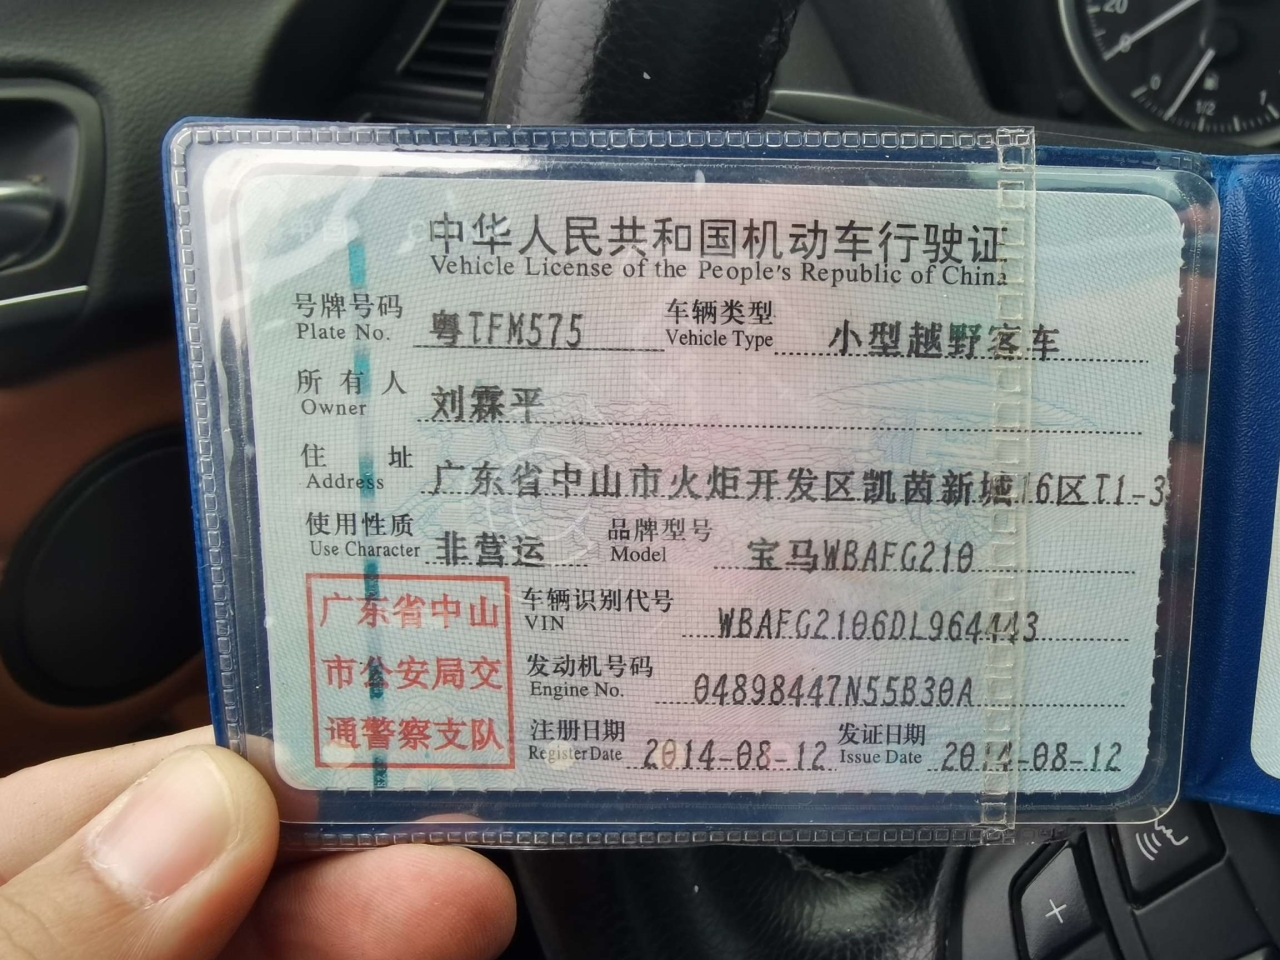 中华人民共和国机动车行驶证
Vehicle License of the People's Republic of China
号牌号码 粤TFM575 车辆类型 小型越野客车
Plate No. Vehicle Type
所有人 刘霖平
Owner
住址 广东省中山市火炬开发区凯茵新城16区T1-3
Address
使用性质 非营运 品牌型号 宝马WBAFG210
Use Character Model
广东省中山
市公安局交
通警察支队
车辆识别代号 WBAFG2106DL964443
VIN
发动机号码 04898447N55B30A
Engine No.
注册日期 2014-08-12 发证日期 2014-08-12
Register Date Issue Date
20
0
0
1/2
1
+